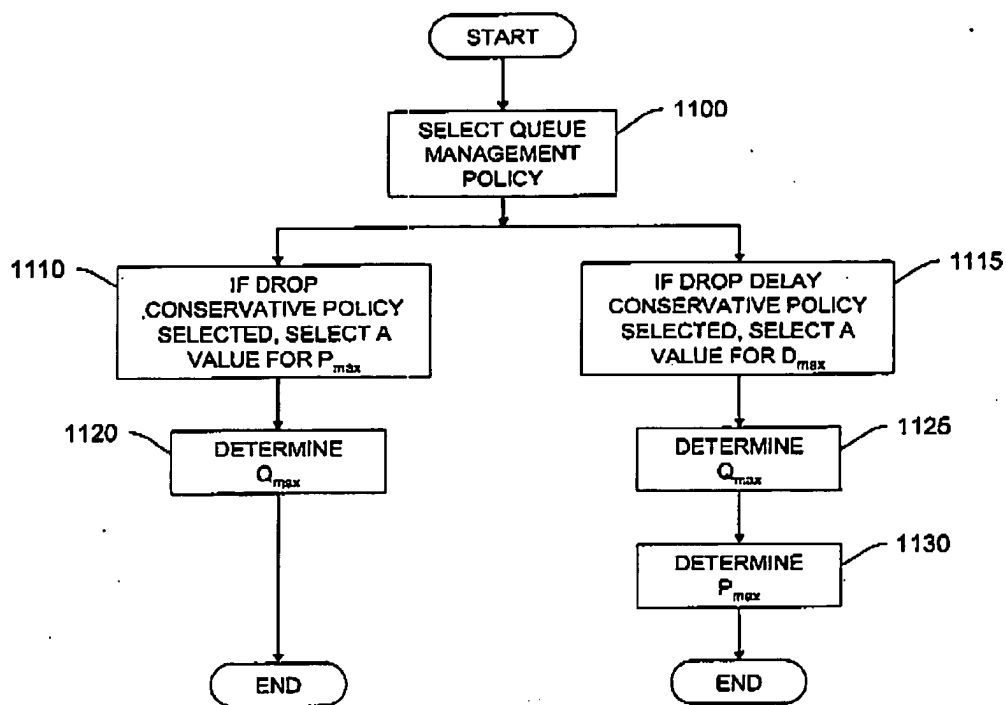 START
1100
SELECT QUEUE
MANAGEMENT
POLICY
1110
IF DROP
CONSERVATIVE POLICY
SELECTED, SELECT A
VALUE FOR Pmax
1115
IF DROP DELAY
CONSERVATIVE POLICY
SELECTED, SELECT A
VALUE FOR Dmax
1120
DETERMINE
Qmax
1125
DETERMINE
Qmax
1130
DETERMINE
Pmax
END
END